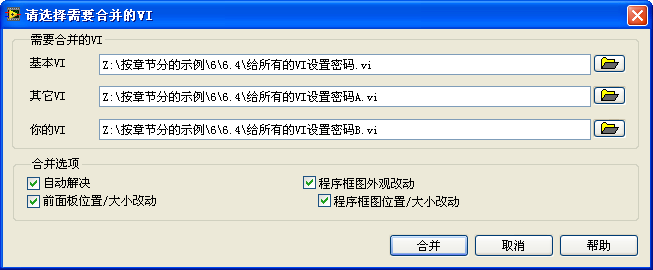 请选择需要合并的VI
需要合并的VI
基本VI Z:\按章节分的示例\6\6.4\给所有的VI设置密码.vi
其它VI Z:\按章节分的示例\6\6.4\给所有的VI设置密码A.vi
你的VI Z:\按章节分的示例\6\6.4\给所有的VI设置密码B.vi
合并选项
自动解决 程序框图外观改动
前面板位置/大小改动 程序框图位置/大小改动
合并 取消 帮助